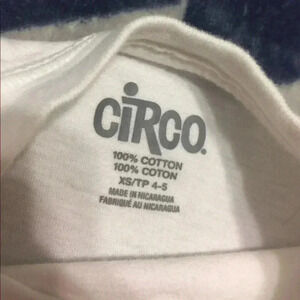 CiRCO.
100% COTTON
100% COTON
XS/TP 4-5
MADE IN NICARAGUA
FABRIQUÉ AU NICARAGUA